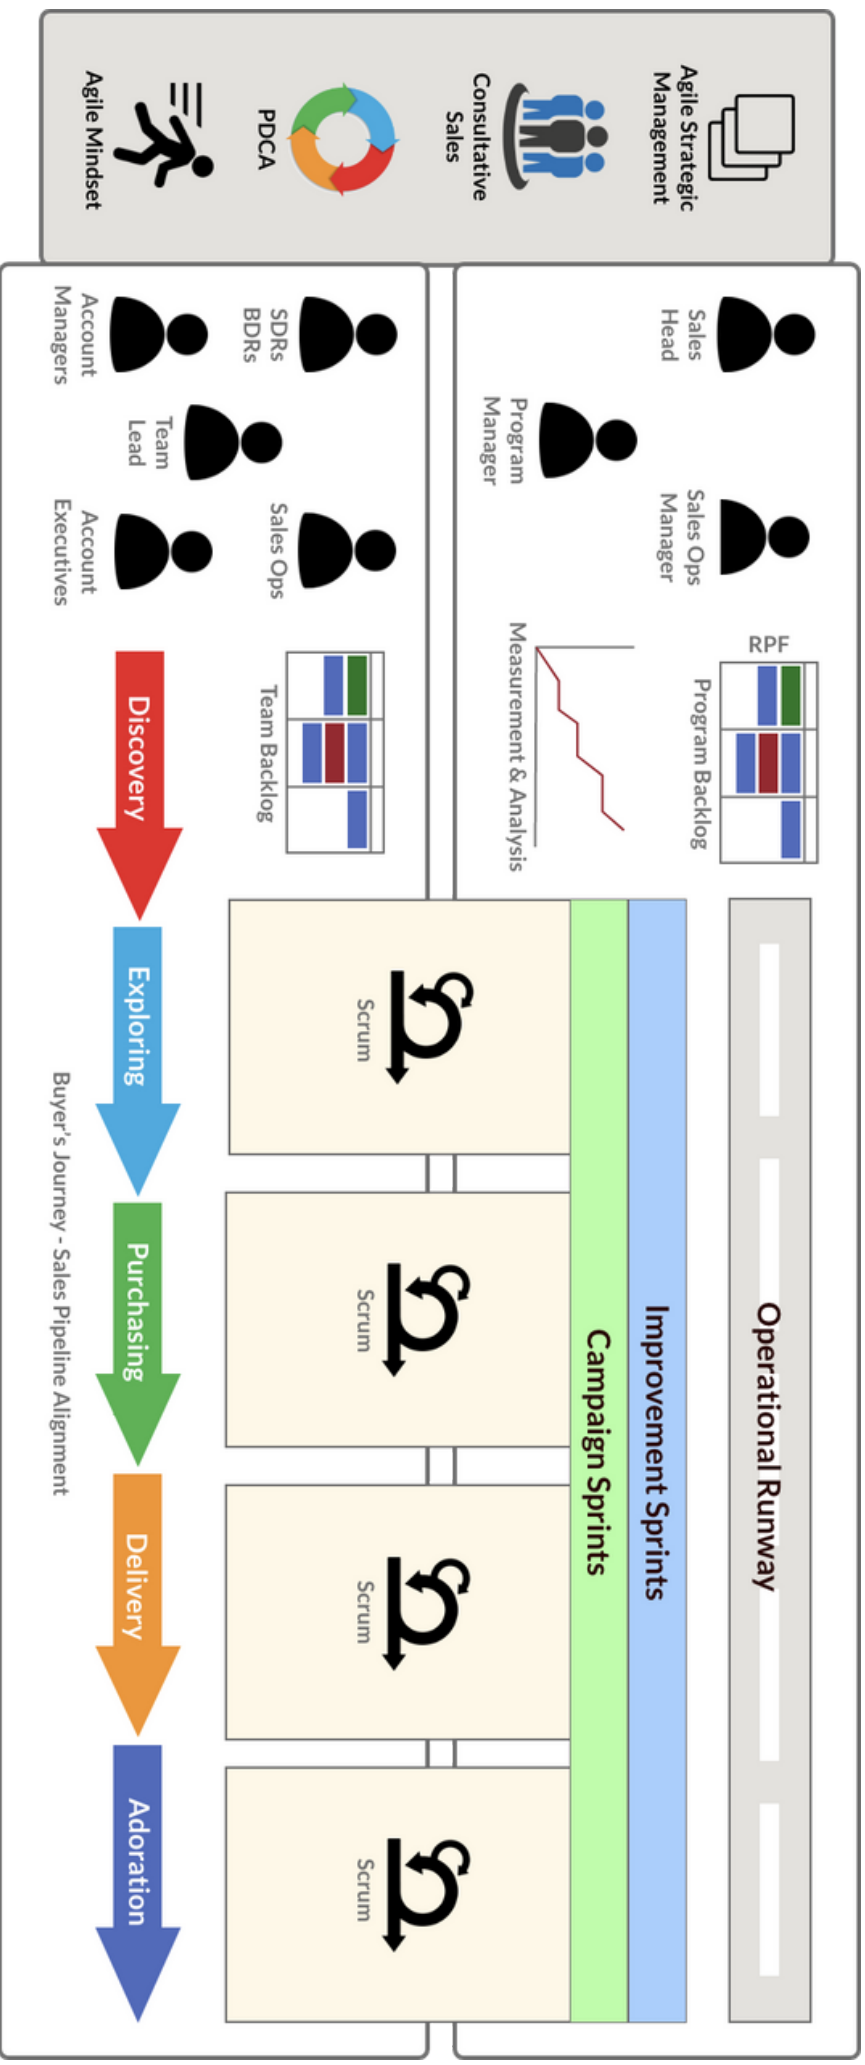 Agile Strategic
Management
Consultative
Sales
PDCA
Agile Mindset
Sales
Head
Program
Manager
Sales Ops
Manager
RPF
Program Backlog
Measurement & Analysis
Operational Runway
Improvement Sprints
Campaign Sprints
SDRs
BDRs
Account
Managers
Team
Lead
Sales Ops
Account
Executives
Team Backlog
Scrum
Scrum
Scrum
Scrum
Discovery
Exploring
Purchasing
Delivery
Adoration
Buyer's Journey - Sales Pipeline Alignment